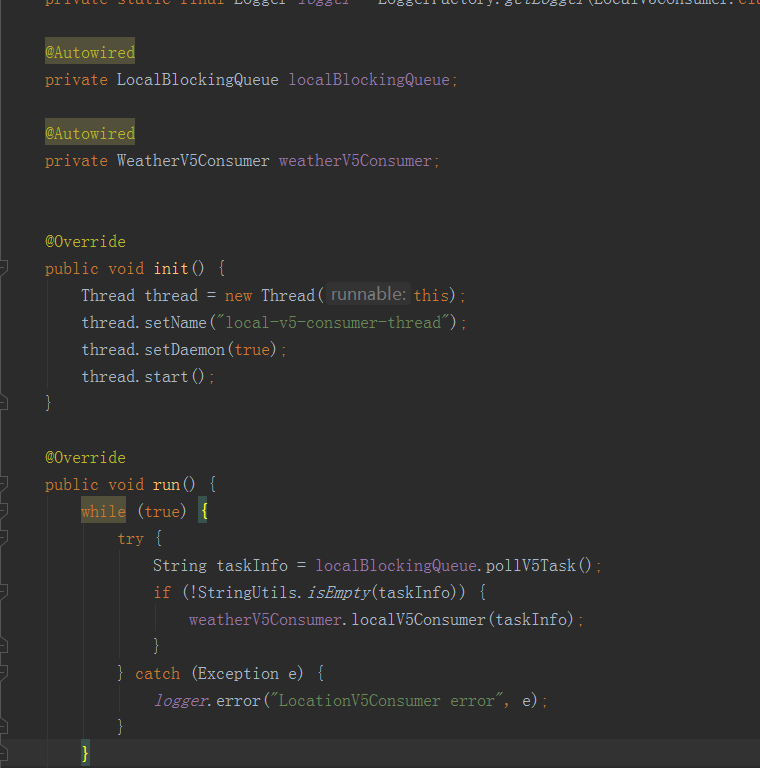 private static final Logger logger = LoggerFactory.getLogger(LocalV5Consumer.cl
@Autowired
private LocalBlockingQueue localBlockingQueue;
@Autowired
private WeatherV5Consumer weatherV5Consumer;
@Override
public void init() {
Thread thread = new Thread( runnable: this);
thread.setName("local-v5-consumer-thread");
thread.setDaemon(true);
thread.start();
}
@Override
public void run() {
while (true) {
try {
String taskInfo = localBlockingQueue.pollV5Task();
if (!StringUtils.isEmpty(taskInfo)) {
weatherV5Consumer.localV5Consumer(taskInfo);
}
} catch (Exception e) {
logger.error("LocationV5Consumer error", e);
}
}